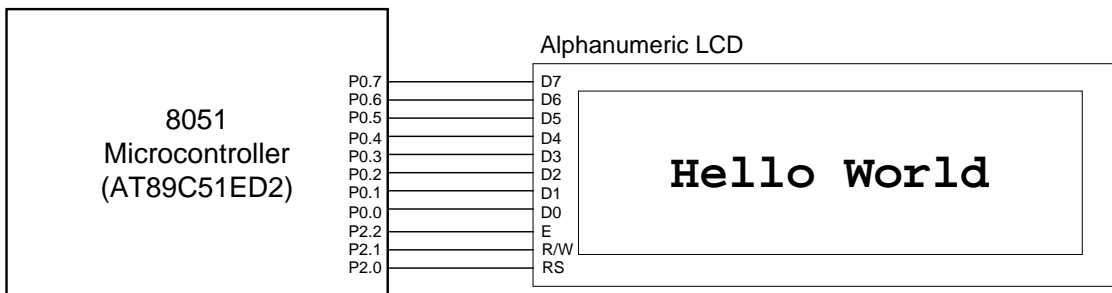 Alphanumeric LCD
8051
Microcontroller
(AT89C51ED2)
P0.7 D7
P0.6 D6
P0.5 D5
P0.4 D4
P0.3 D3
P0.2 D2
P0.1 D1
P0.0 D0
P2.2 E
P2.1 R/W
P2.0 RS
Hello World